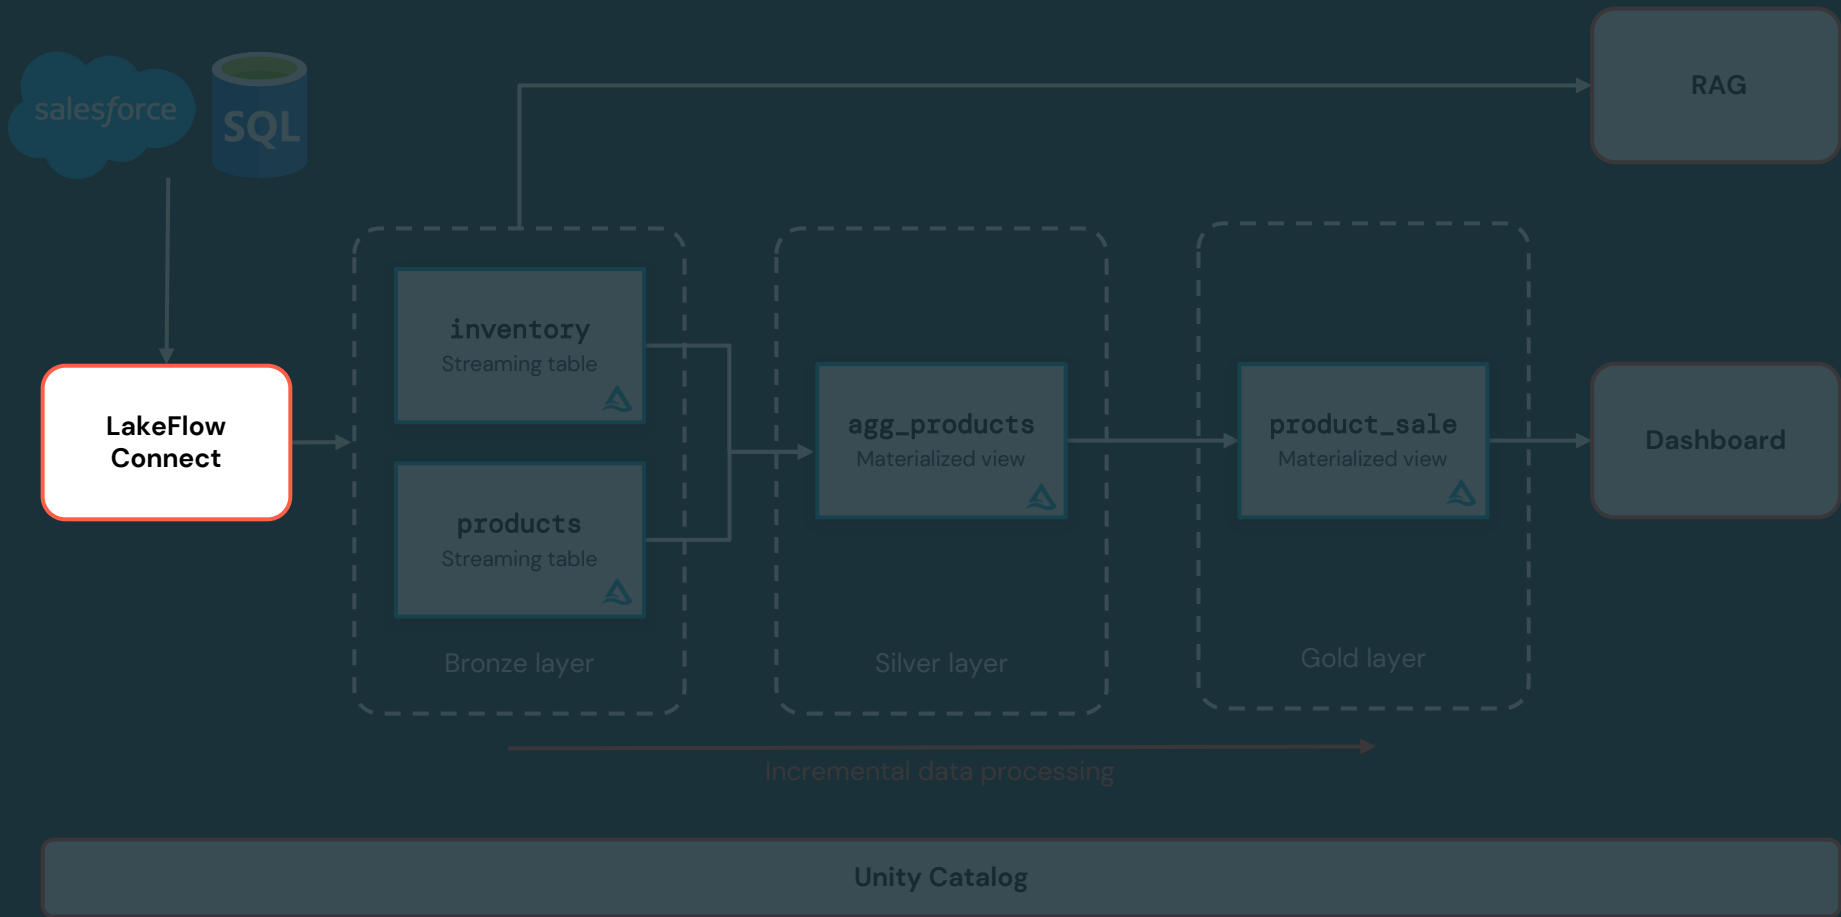 salesforce
SQL
RAG
LakeFlow
Connect
inventory
Streaming table
products
Streaming table
Bronze layer
agg_products
Materialized view
Silver layer
product_sale
Materialized view
Gold layer
Dashboard
Incremental data processing
Unity Catalog